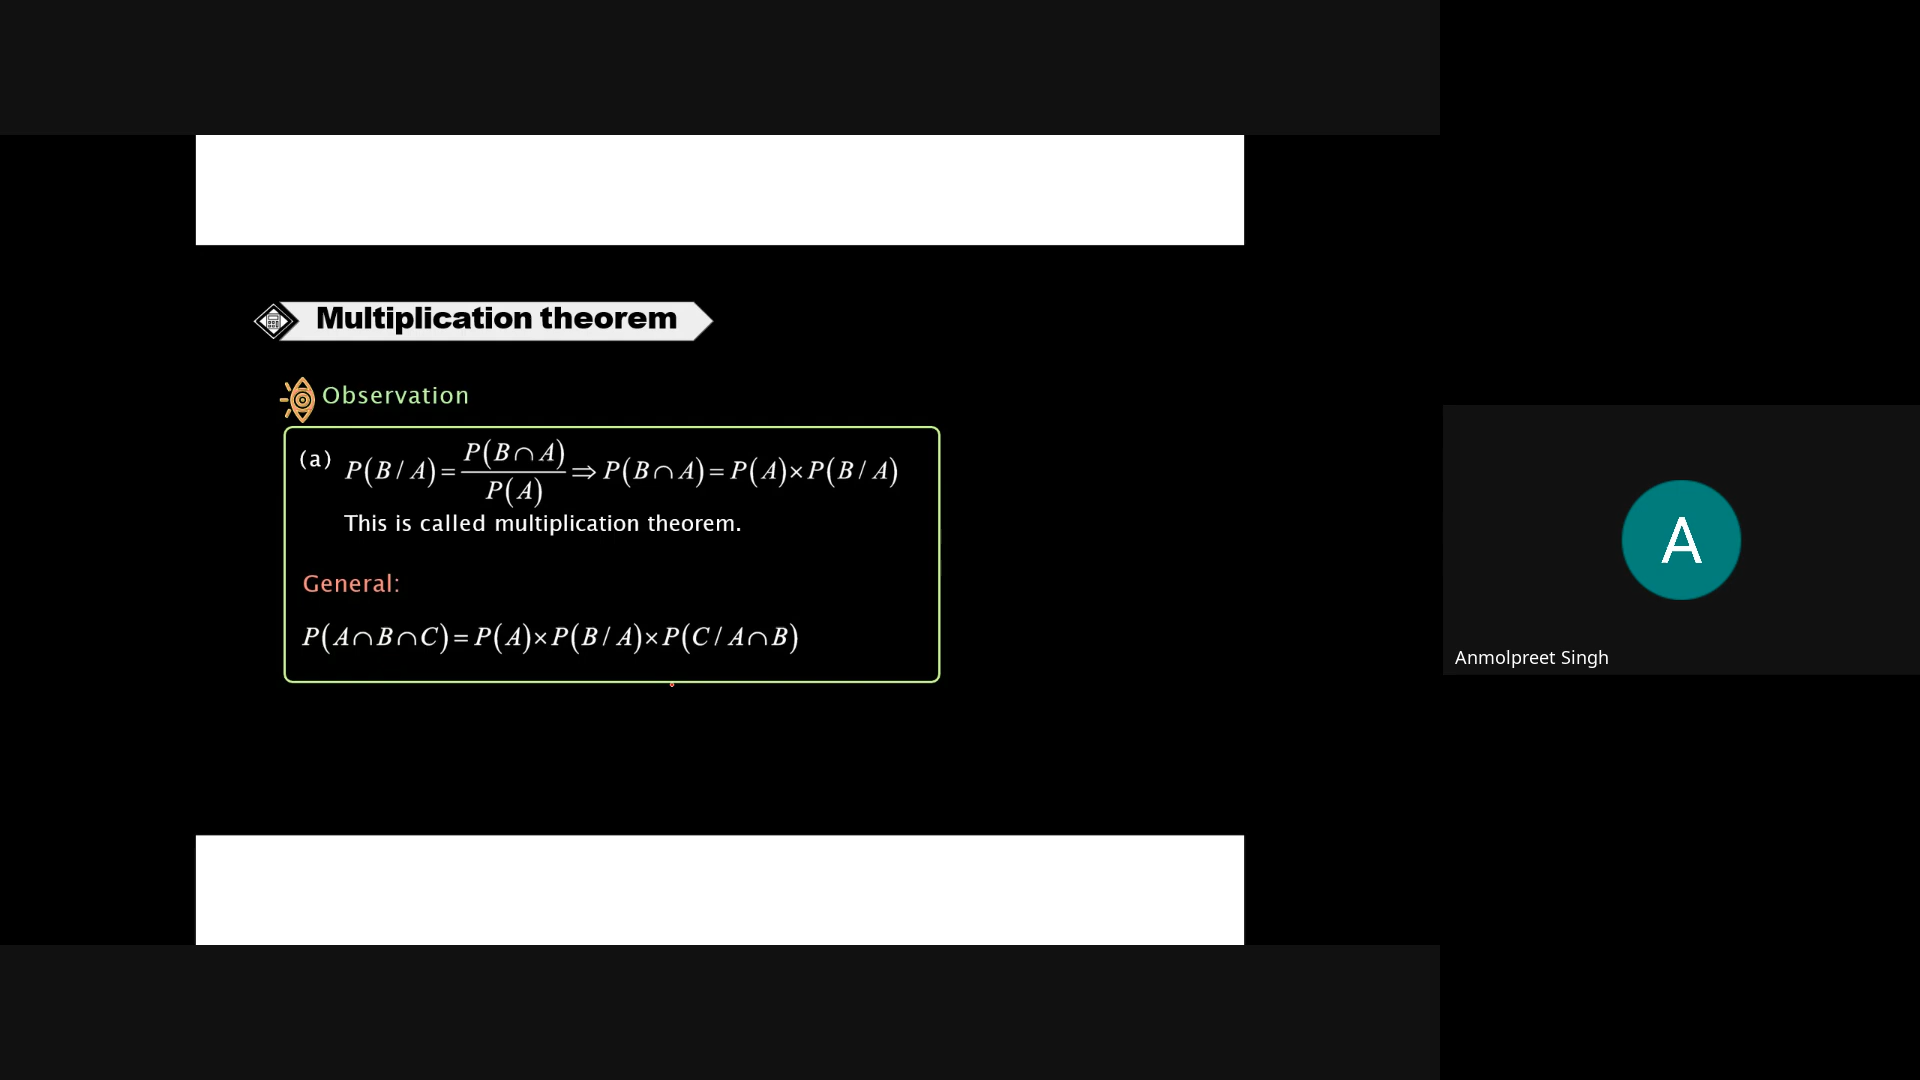 Multiplication theorem
Observation
(a) P(B / A) = P(B ∩ A) / P(A) ⇒ P(B ∩ A) = P(A) × P(B / A)
This is called multiplication theorem.
General:
P(A ∩ B ∩ C) = P(A) × P(B / A) × P(C / A ∩ B)
A
Anmolpreet Singh